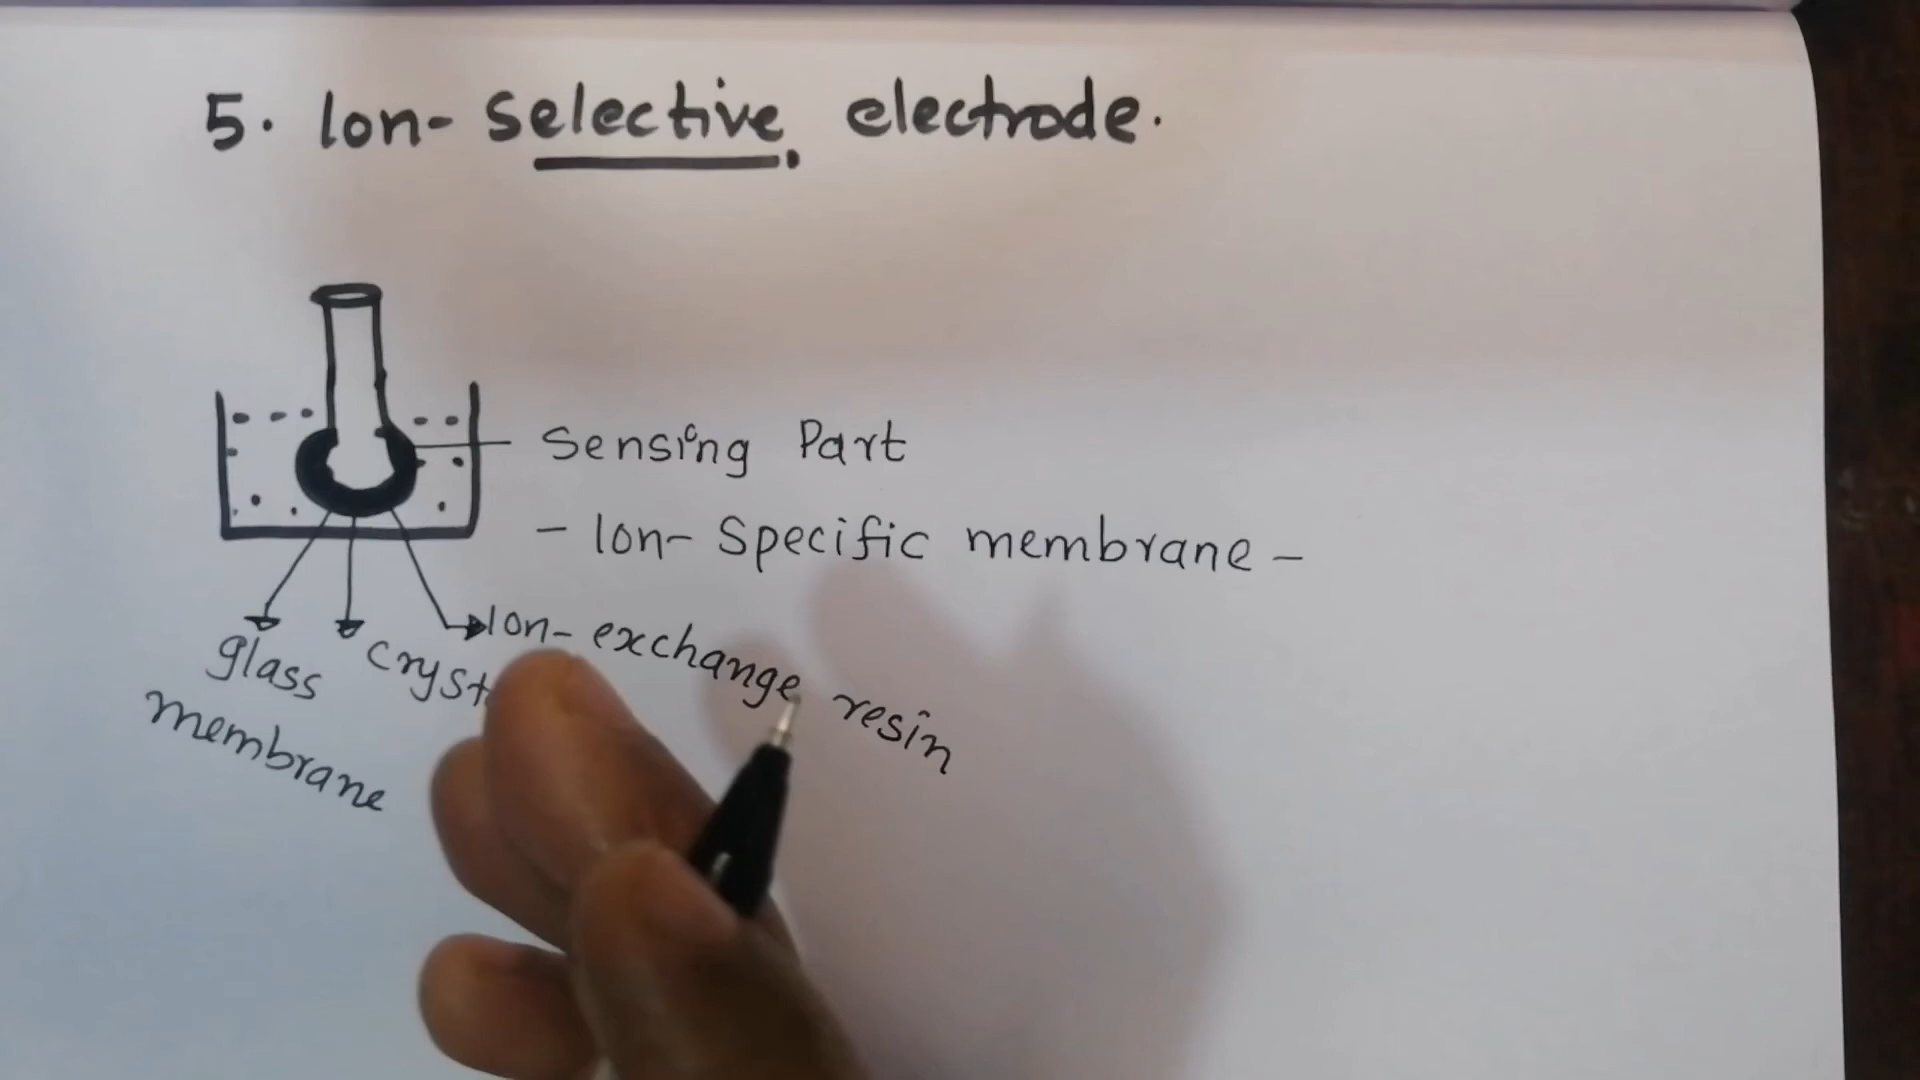 5. Ion- Selective. electrode.
Sensing Part
- Ion- Specific membrane -
Ion- exchange resin
glass
membrane